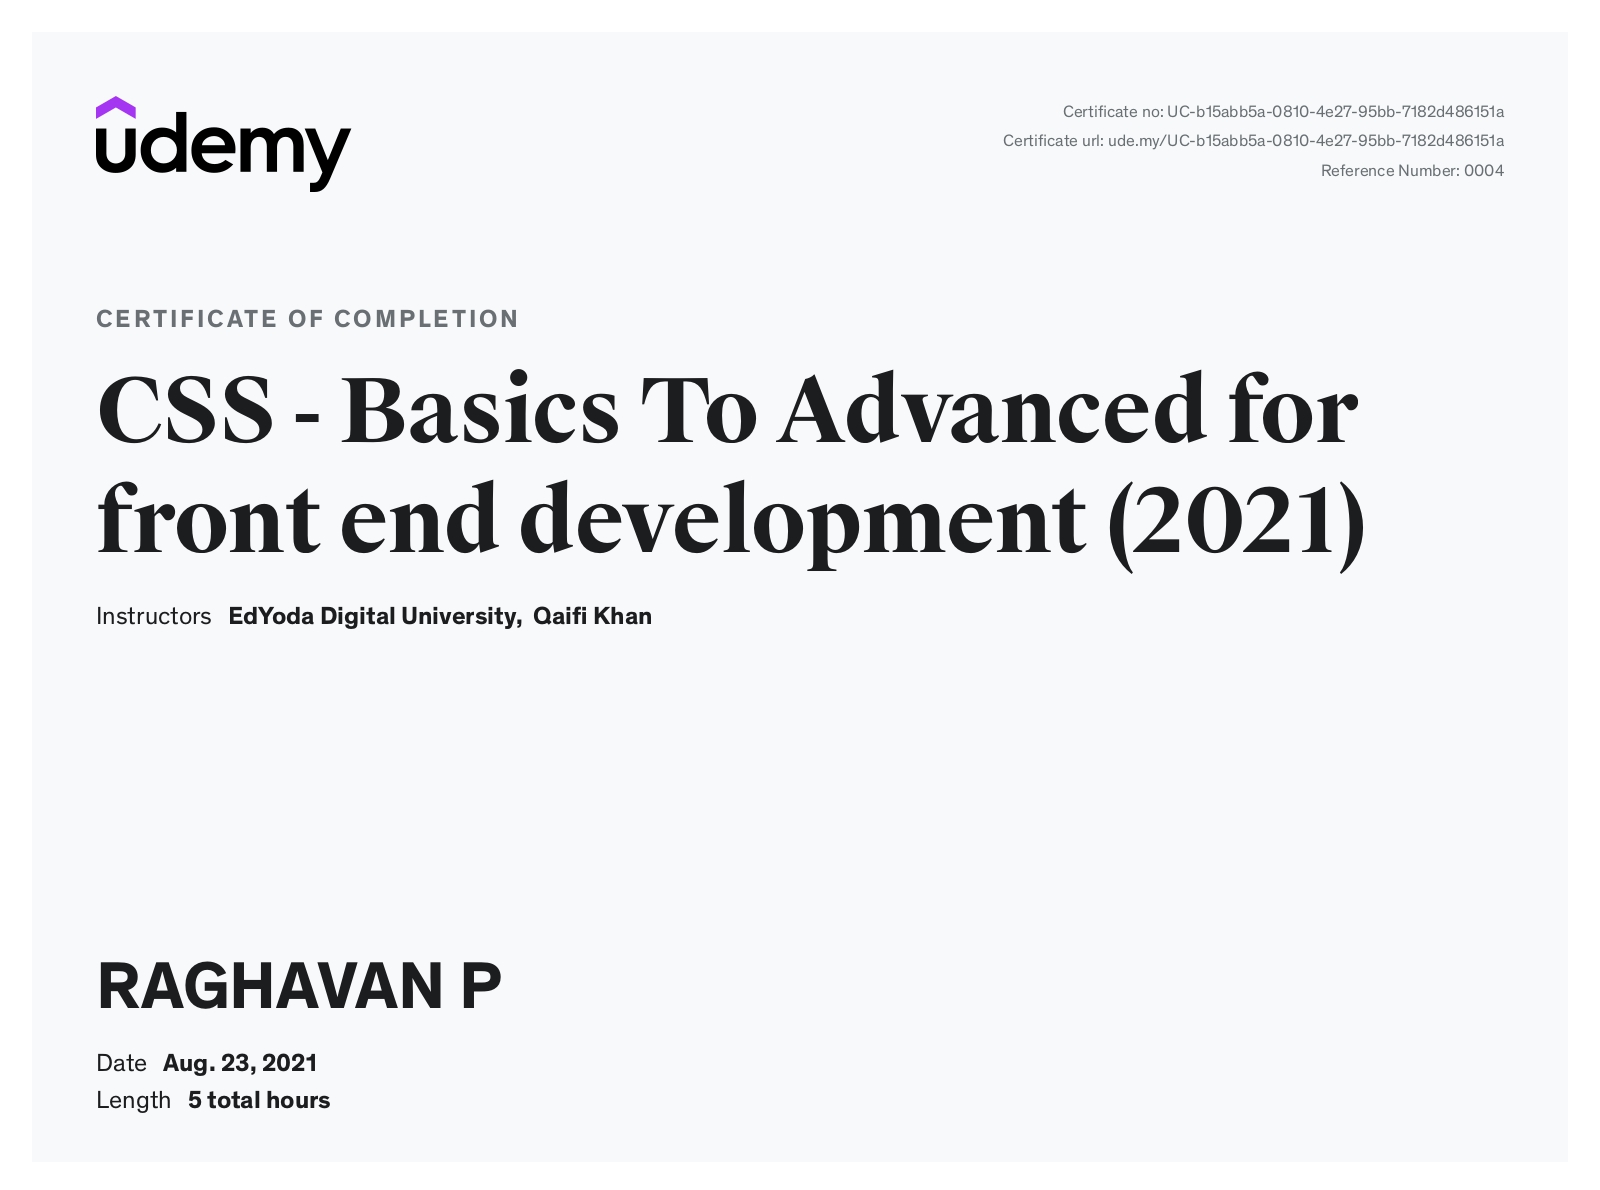 udemy
Certificate no: UC-b15abb5a-0810-4e27-95bb-7182d486151a
Certificate url: ude.my/UC-b15abb5a-0810-4e27-95bb-7182d486151a
Reference Number: 0004
CERTIFICATE OF COMPLETION
CSS - Basics To Advanced for
front end development (2021)
Instructors EdYoda Digital University, Qaifi Khan
RAGHAVAN P
Date Aug. 23, 2021
Length 5 total hours